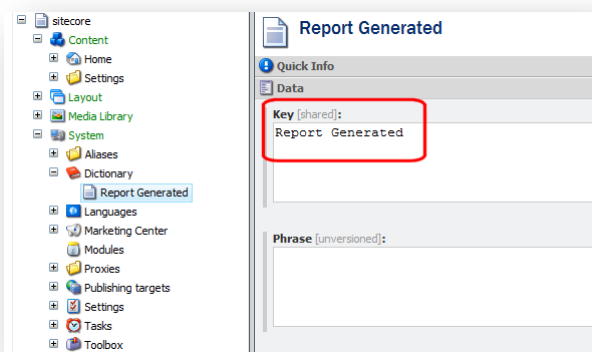 sitecore
Content
Home
Settings
Layout
Media Library
System
Aliases
Dictionary
Report Generated
Languages
Marketing Center
Modules
Proxies
Publishing targets
Settings
Tasks
Toolbox
Report Generated
Quick Info
Data
Key [shared]:
Report Generated
Phrase [unversioned]: